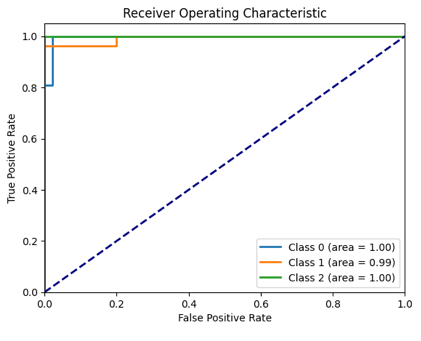 Receiver Operating Characteristic
True Positive Rate
1.0
0.8
0.6
0.4
0.2
0.0
Class 0 (area = 1.00)
Class 1 (area = 0.99)
Class 2 (area = 1.00)
0.0 0.2 0.4 0.6 0.8 1.0
False Positive Rate